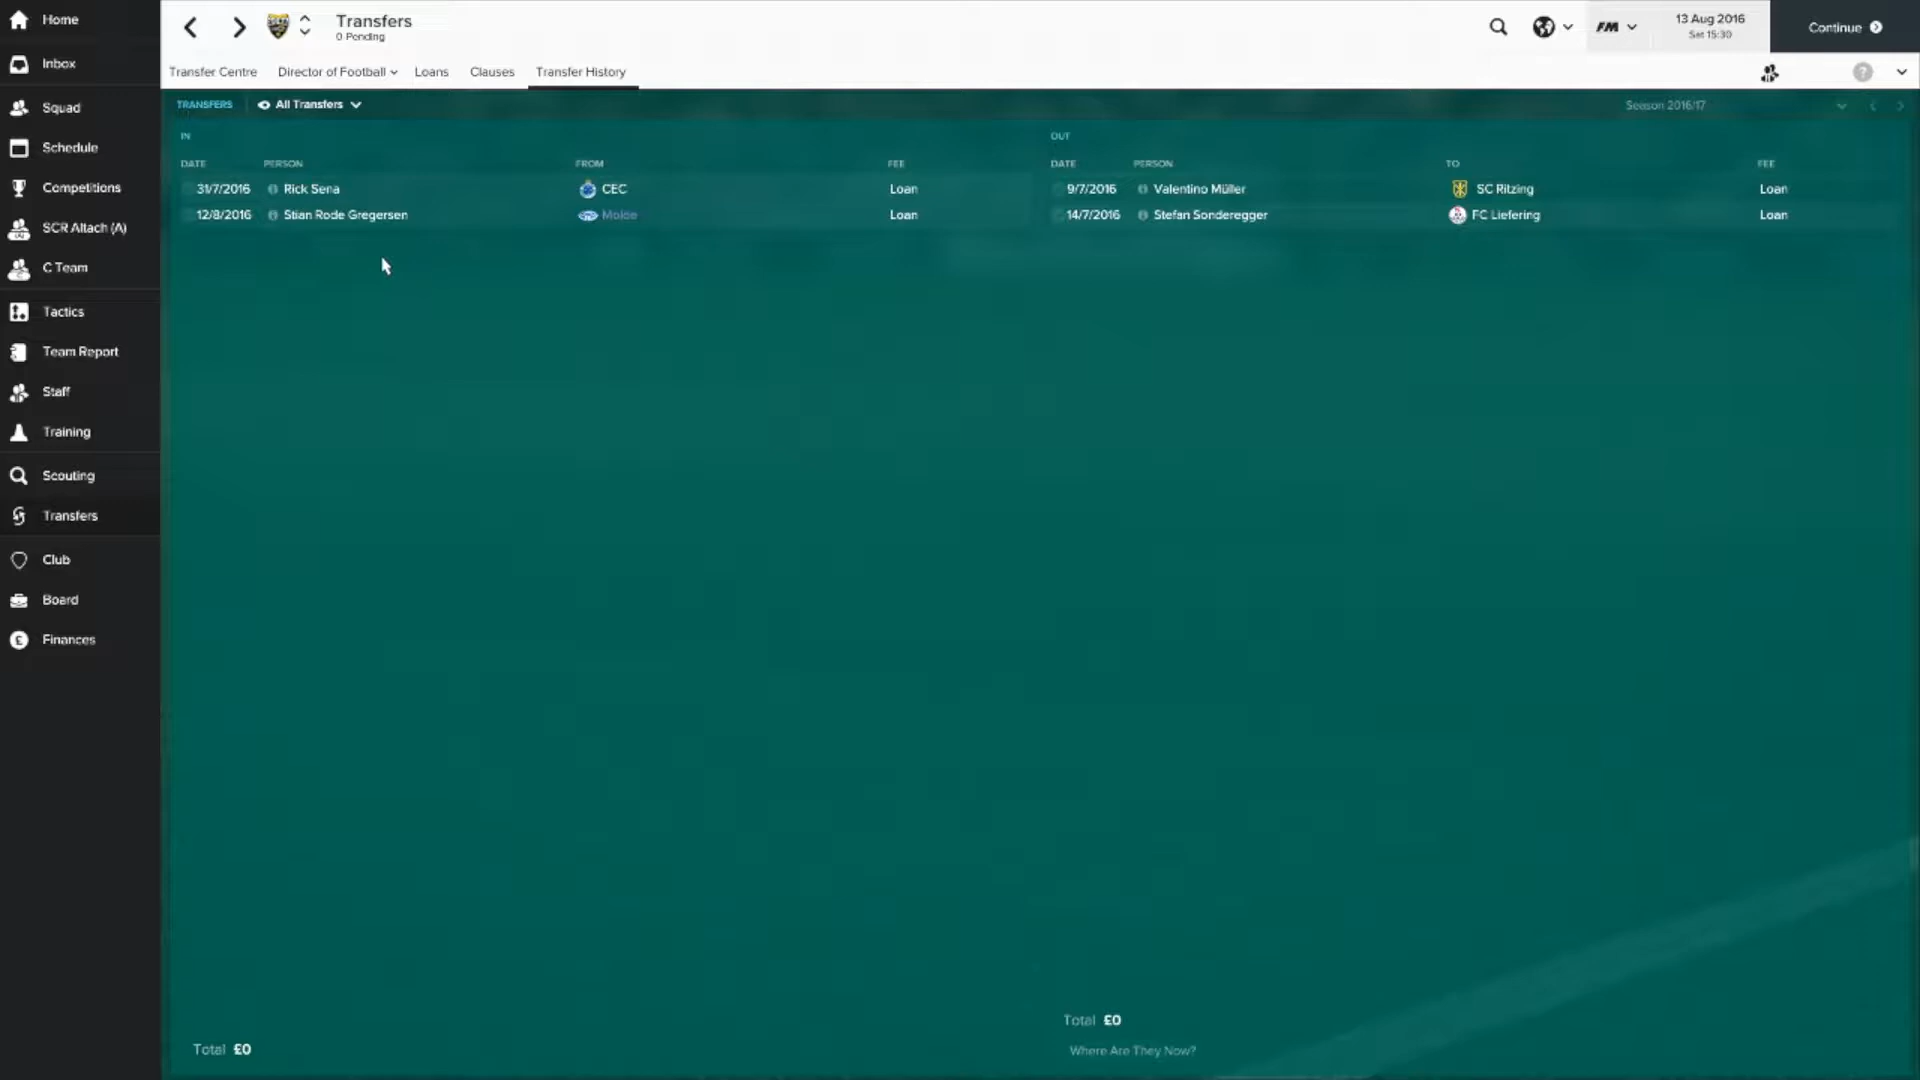 Home
Inbox
Squad
Schedule
Competitions
SCR Altach (A)
C Team
Tactics
Team Report
Staff
Training
Scouting
Transfers
Club
Board
Finances
Transfers
0 Pending
FM
13 Aug 2016
Sat 15:30
Continue
Transfer Centre
Director of Football
Loans
Clauses
Transfer History
?
TRANSFERS
All Transfers
Season 2016/17
IN
DATE PERSON FROM FEE
31/7/2016 Rick Sena CEC Loan
12/8/2016 Stian Rode Gregersen Molde Loan
Total £0
OUT
DATE PERSON TO FEE
9/7/2016 Valentino Müller SC Ritzing Loan
14/7/2016 Stefan Sonderegger FC Liefering Loan
Total £0
Where Are They Now?